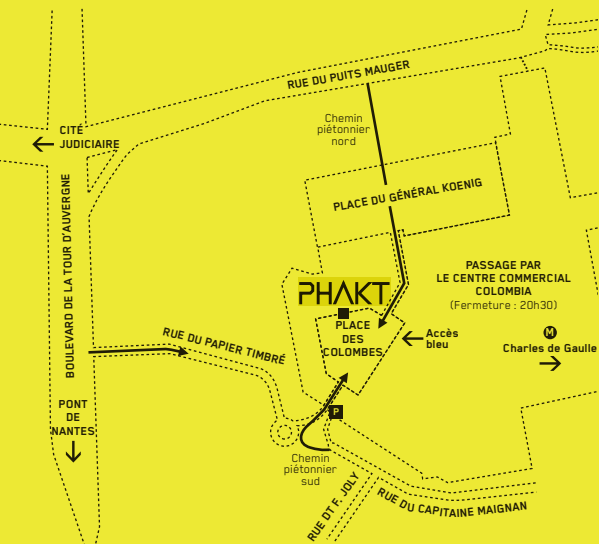 RUE DU PUITS MAUGER
Chemin
piétonnier
nord
CITÉ
JUDICIAIRE
PLACE DU GÉNÉRAL KOENIG
BOULEVARD DE LA TOUR D'AUVERGNE
PASSAGE PAR
LE CENTRE COMMERCIAL
COLOMBIA
(Fermeture : 20h30)
PHAKT
PLACE
DES
COLOMBES
Accès
bleu
M
Charles de Gaulle
RUE DU PAPIER TIMBRÉ
PONT
DE
NANTES
P
Chemin
piétonnier
sud
RUE DT F. JOLY
RUE DU CAPITAINE MAIGNAN